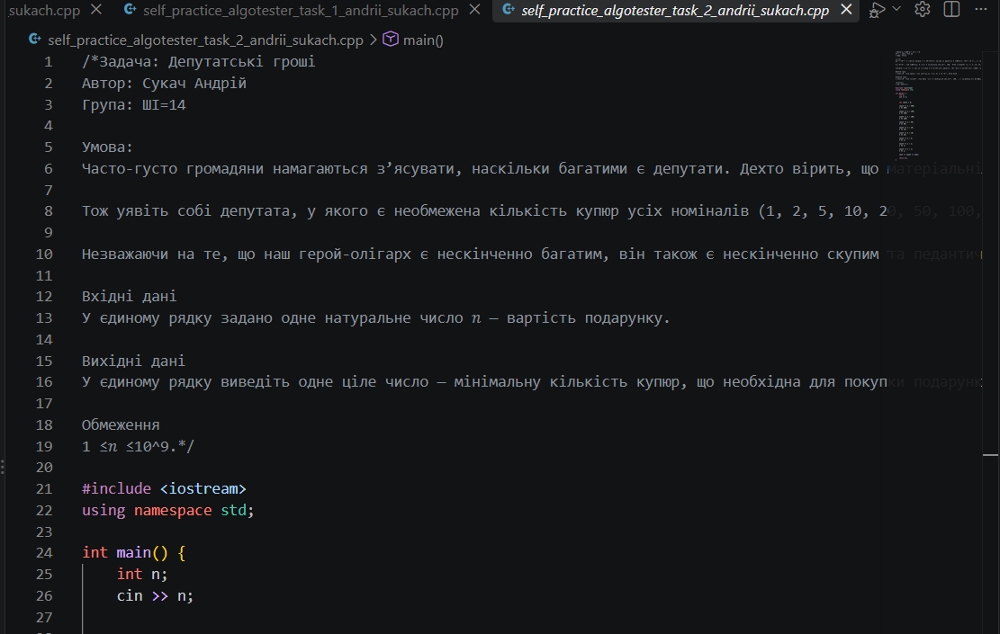 sukach.cpp self_practice_algotester_task_1_andrii_sukach.cpp self_practice_algotester_task_2_andrii_sukach.cpp
self_practice_algotester_task_2_andrii_sukach.cpp > main()
1 /*Задача: Депутатські гроші
2 Автор: Сукач Андрій
3 Група: ШІ=14
4
5 Умова:
6 Часто-густо громадяни намагаються з’ясувати, наскільки багатими є депутати. Дехто вірить, що матеріальні
7
8 Тож уявіть собі депутата, у якого є необмежена кількість купюр усіх номіналів (1, 2, 5, 10, 20, 50, 100,
9
10 Незважаючи на те, що наш герой-олігарх є нескінченно багатим, він також є нескінченно скупим та педантич
11
12 Вхідні дані
13 У єдиному рядку задано одне натуральне число n — вартість подарунку.
14
15 Вихідні дані
16 У єдиному рядку виведіть одне ціле число — мінімальну кількість купюр, що необхідна для покупки подарунк
17
18 Обмеження
19 1 ≤n ≤10^9.*/
20
21 #include <iostream>
22 using namespace std;
23
24 int main() {
25 int n;
26 cin >> n;
27